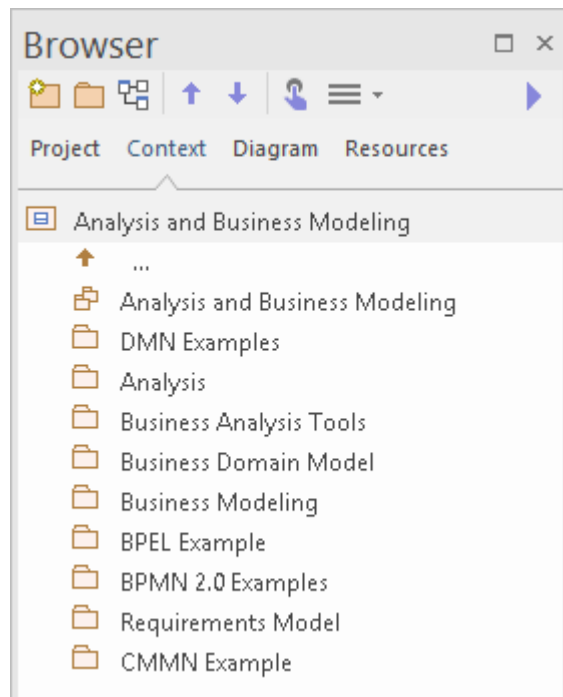 Browser
Project Context Diagram Resources
Analysis and Business Modeling
...
Analysis and Business Modeling
DMN Examples
Analysis
Business Analysis Tools
Business Domain Model
Business Modeling
BPEL Example
BPMN 2.0 Examples
Requirements Model
CMMN Example